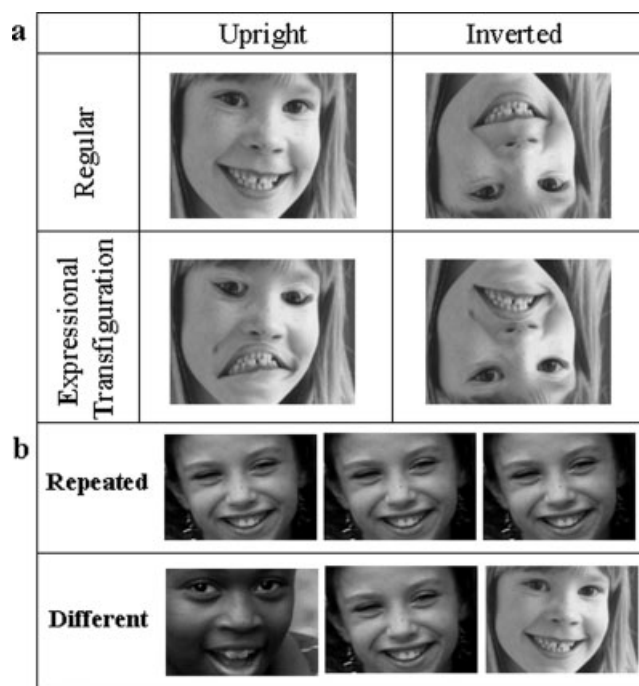 a
Upright Inverted
Regular
Expressional
Transfiguration
b
Repeated
Different